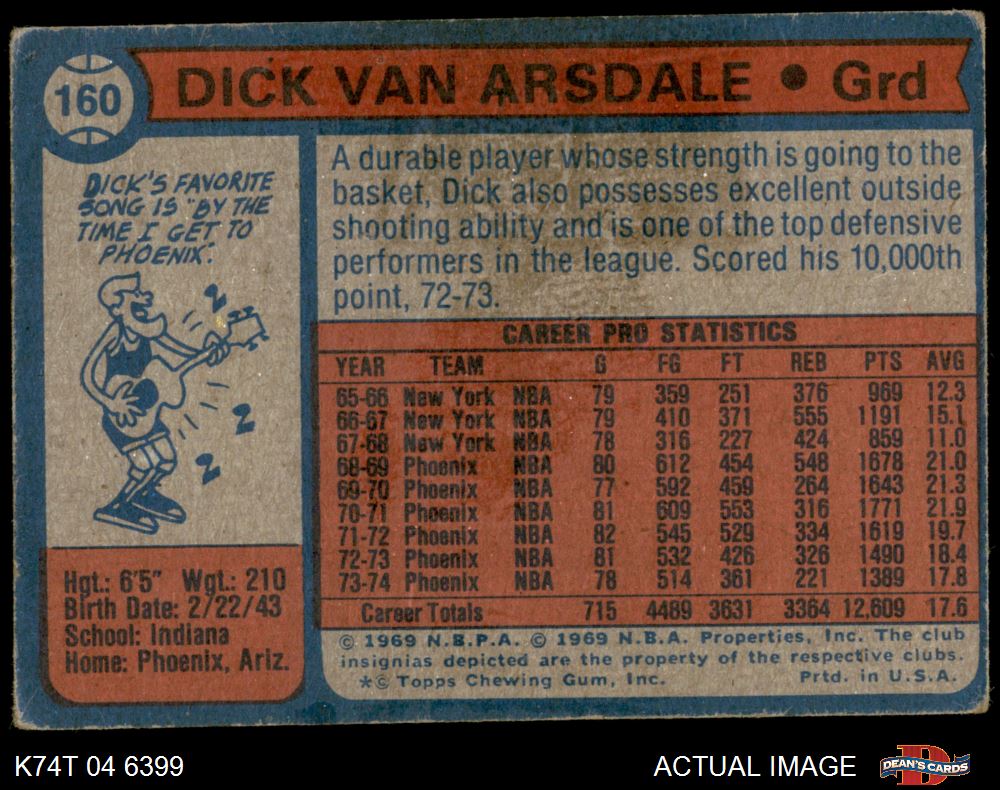 160
DICK VAN ARSDALE • Grd
DICK'S FAVORITE
SONG IS "BY THE
TIME I GET TO
PHOENIX".
A durable player whose strength is going to the
basket, Dick also possesses excellent outside
shooting ability and is one of the top defensive
performers in the league. Scored his 10,000th
point, 72-73.
CAREER PRO STATISTICS
YEAR TEAM G FG FT REB PTS AVG
65-66 New York NBA 79 359 251 376 969 12.3
66-67 New York NBA 79 410 371 555 1191 15.1
67-68 New York NBA 78 316 227 424 859 11.0
68-69 Phoenix NBA 80 612 454 548 1678 21.0
69-70 Phoenix NBA 77 592 459 264 1643 21.3
70-71 Phoenix NBA 81 609 553 316 1771 21.9
71-72 Phoenix NBA 82 545 529 334 1619 19.7
72-73 Phoenix NBA 81 532 426 326 1490 18.4
73-74 Phoenix NBA 78 514 361 221 1389 17.8
Career Totals 715 4489 3631 3364 12,609 17.6
Hgt.: 6'5" Wgt.: 210
Birth Date: 2/22/43
School: Indiana
Home: Phoenix, Ariz.
© 1969 N.B.P.A. © 1969 N.B.A. Properties, Inc. The club
insignias depicted are the property of the respective clubs.
*© Topps Chewing Gum, Inc. Prtd. in U.S.A.
K74T 04 6399
ACTUAL IMAGE
D
DEAN'S CARDS